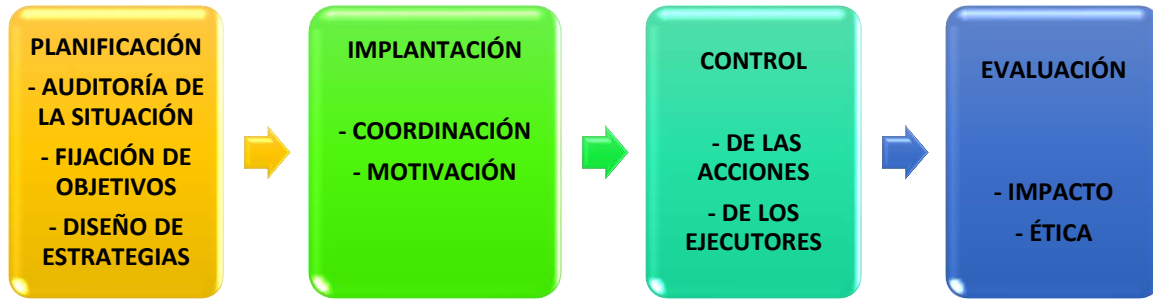 PLANIFICACIÓN
- AUDITORÍA DE
LA SITUACIÓN
- FIJACIÓN DE
OBJETIVOS
- DISEÑO DE
ESTRATEGIAS
IMPLANTACIÓN
- COORDINACIÓN
- MOTIVACIÓN
CONTROL
- DE LAS
ACCIONES
- DE LOS
EJECUTORES
EVALUACIÓN
- IMPACTO
- ÉTICA